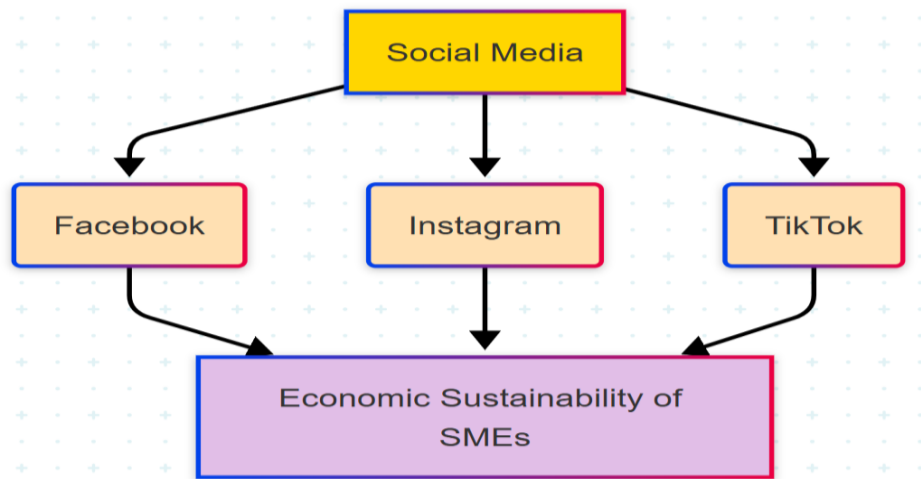 Social Media
Facebook
Instagram
TikTok
Economic Sustainability of
SMEs